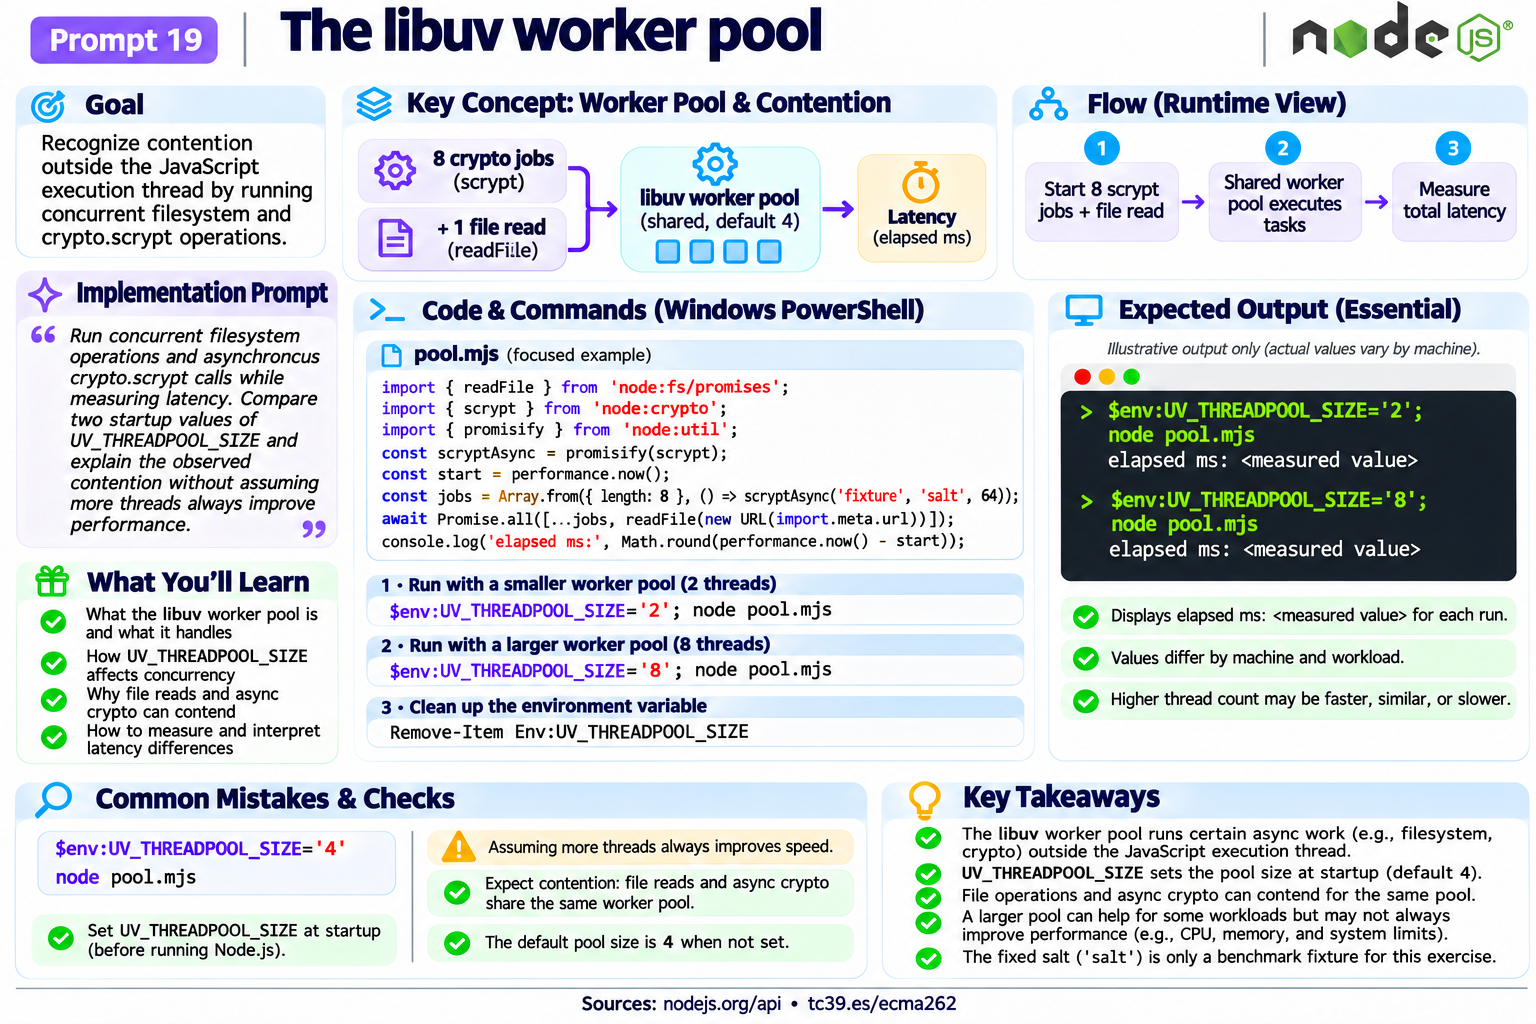 Prompt 19
The libuv worker pool
node JS ®
Goal
Recognize contention
outside the JavaScript
execution thread by running
concurrent filesystem and
crypto.scrypt operations.
Key Concept: Worker Pool & Contention
8 crypto jobs
(scrypt)
+ 1 file read
(readFile)
libuv worker pool
(shared, default 4)
Latency
(elapsed ms)
Flow (Runtime View)
1
Start 8 scrypt
jobs + file read
2
Shared worker
pool executes
tasks
3
Measure
total latency
Implementation Prompt
“ Run concurrent filesystem
operations and asynchroncus
crypto.scrypt calls while
measuring latency. Compare
two startup values of
UV_THREADPOOL_SIZE and
explain the observed
contention without assuming
more threads always improve
performance. ”
What You'll Learn
What the libuv worker pool is
and what it handles
How UV_THREADPOOL_SIZE
affects concurrency
Why file reads and async
crypto can contend
How to measure and interpret
latency differences
Code & Commands (Windows PowerShell)
pool.mjs (focused example)
import { readFile } from 'node:fs/promises';
import { scrypt } from 'node:crypto';
import { promisify } from 'node:util';
const scryptAsync = promisify(scrypt);
const start = performance.now();
const jobs = Array.from({ length: 8 }, () => scryptAsync('fixture', 'salt', 64));
await Promise.all([...jobs, readFile(new URL(import.meta.url))]);
console.log('elapsed ms:', Math.round(performance.now() - start));
1 · Run with a smaller worker pool (2 threads)
$env:UV_THREADPOOL_SIZE='2'; node pool.mjs
2 · Run with a larger worker pool (8 threads)
$env:UV_THREADPOOL_SIZE='8'; node pool.mjs
3 · Clean up the environment variable
Remove-Item Env:UV_THREADPOOL_SIZE
Expected Output (Essential)
Illustrative output only (actual values vary by machine).
> $env:UV_THREADPOOL_SIZE='2';
node pool.mjs
elapsed ms: <measured value>
> $env:UV_THREADPOOL_SIZE='8';
node pool.mjs
elapsed ms: <measured value>
Displays elapsed ms: <measured value> for each run.
Values differ by machine and workload.
Higher thread count may be faster, similar, or slower.
Common Mistakes & Checks
$env:UV_THREADPOOL_SIZE='4'
node pool.mjs
Set UV_THREADPOOL_SIZE at startup
(before running Node.js).
Assuming more threads always improves speed.
Expect contention: file reads and async crypto
share the same worker pool.
The default pool size is 4 when not set.
Key Takeaways
The libuv worker pool runs certain async work (e.g., filesystem,
crypto) outside the JavaScript execution thread.
UV_THREADPOOL_SIZE sets the pool size at startup (default 4).
File operations and async crypto can contend for the same pool.
A larger pool can help for some workloads but may not always
improve performance (e.g., CPU, memory, and system limits).
The fixed salt ('salt') is only a benchmark fixture for this exercise.
Sources: nodejs.org/api • tc39.es/ecma262